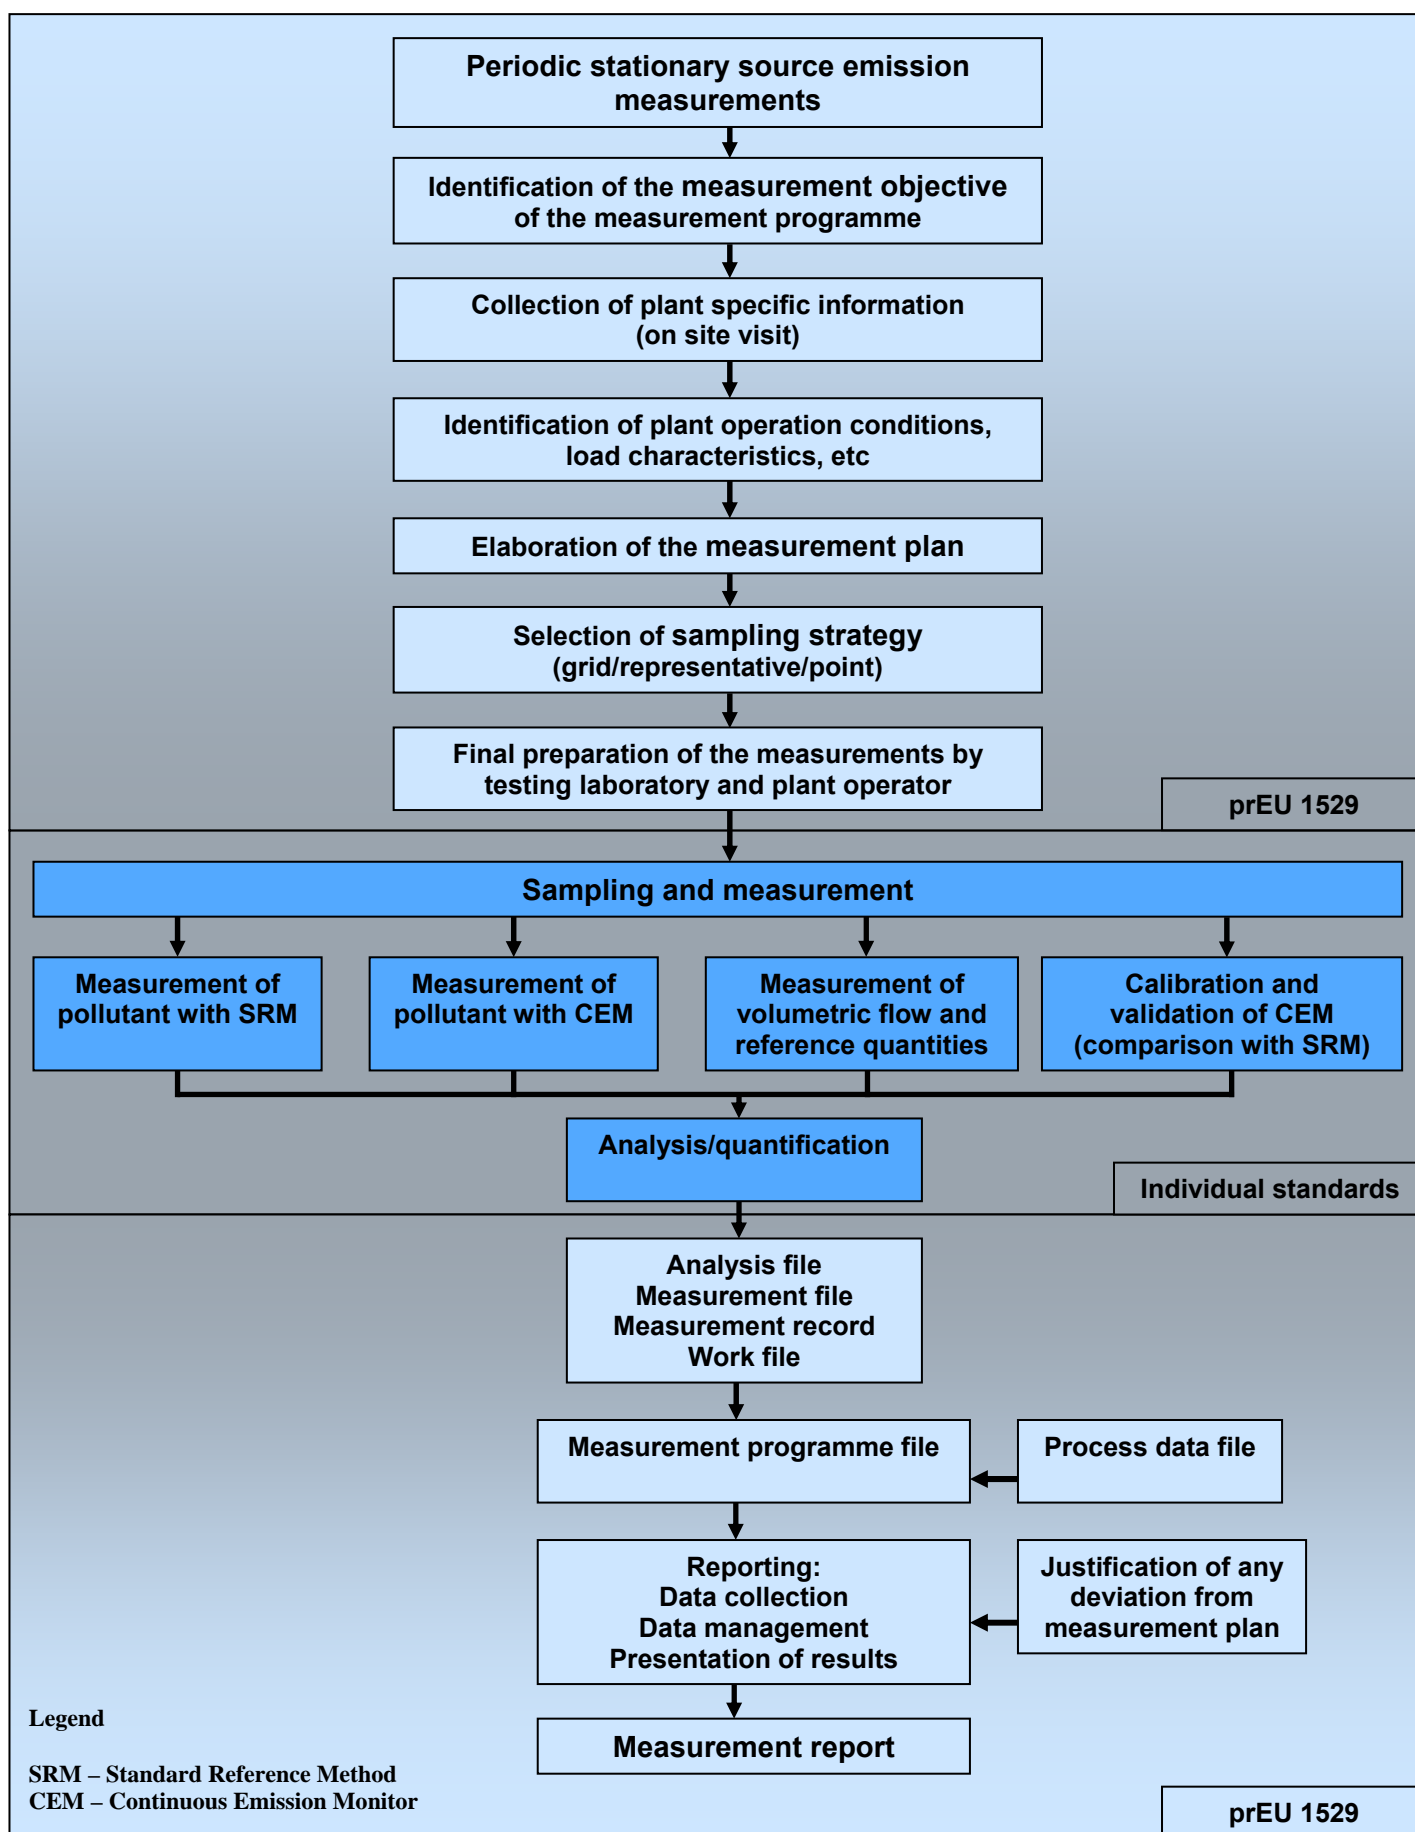 Periodic stationary source emission
measurements
Identification of the measurement objective
of the measurement programme
Collection of plant specific information
(on site visit)
Identification of plant operation conditions,
load characteristics, etc
Elaboration of the measurement plan
Selection of sampling strategy
(grid/representative/point)
Final preparation of the measurements by
testing laboratory and plant operator
prEU 1529
Sampling and measurement
Measurement of
pollutant with SRM
Measurement of
pollutant with CEM
Measurement of
volumetric flow and
reference quantities
Calibration and
validation of CEM
(comparison with SRM)
Analysis/quantification
Individual standards
Analysis file
Measurement file
Measurement record
Work file
Measurement programme file
Process data file
Reporting:
Data collection
Data management
Presentation of results
Justification of any
deviation from
measurement plan
Measurement report
Legend
SRM – Standard Reference Method
CEM – Continuous Emission Monitor
prEU 1529